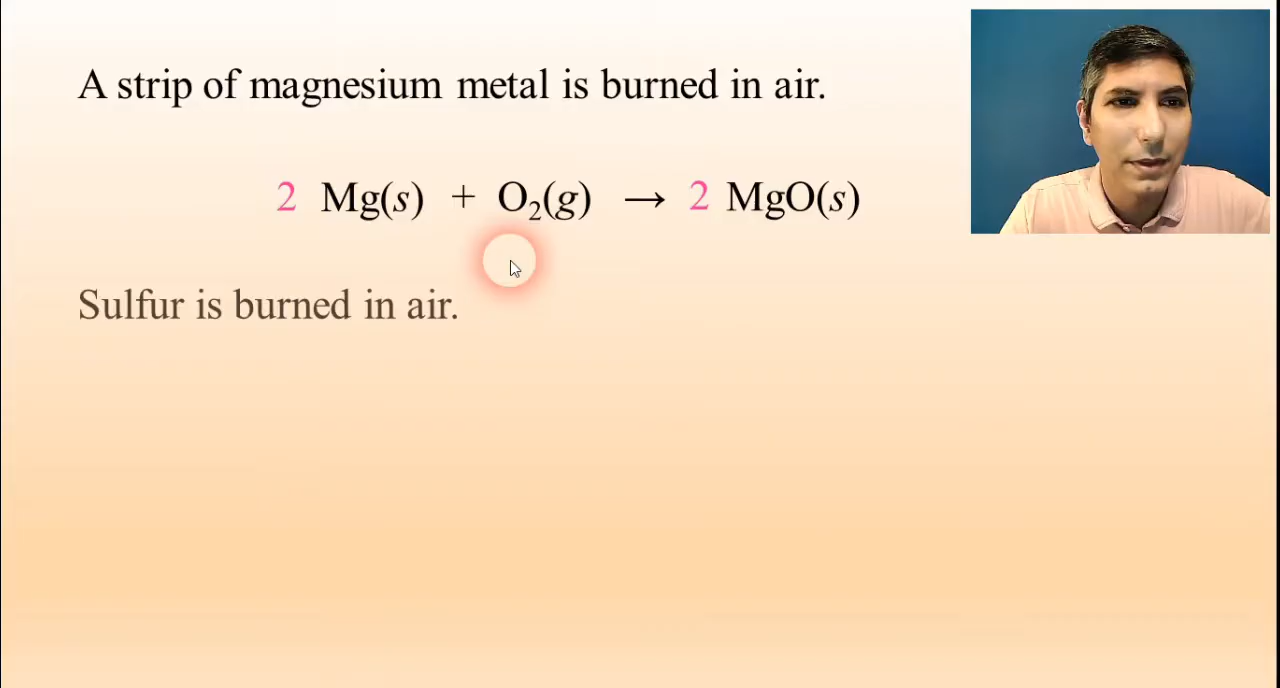 A strip of magnesium metal is burned in air.
2 Mg(s) + O₂(g) → 2 MgO(s)
Sulfur is burned in air.